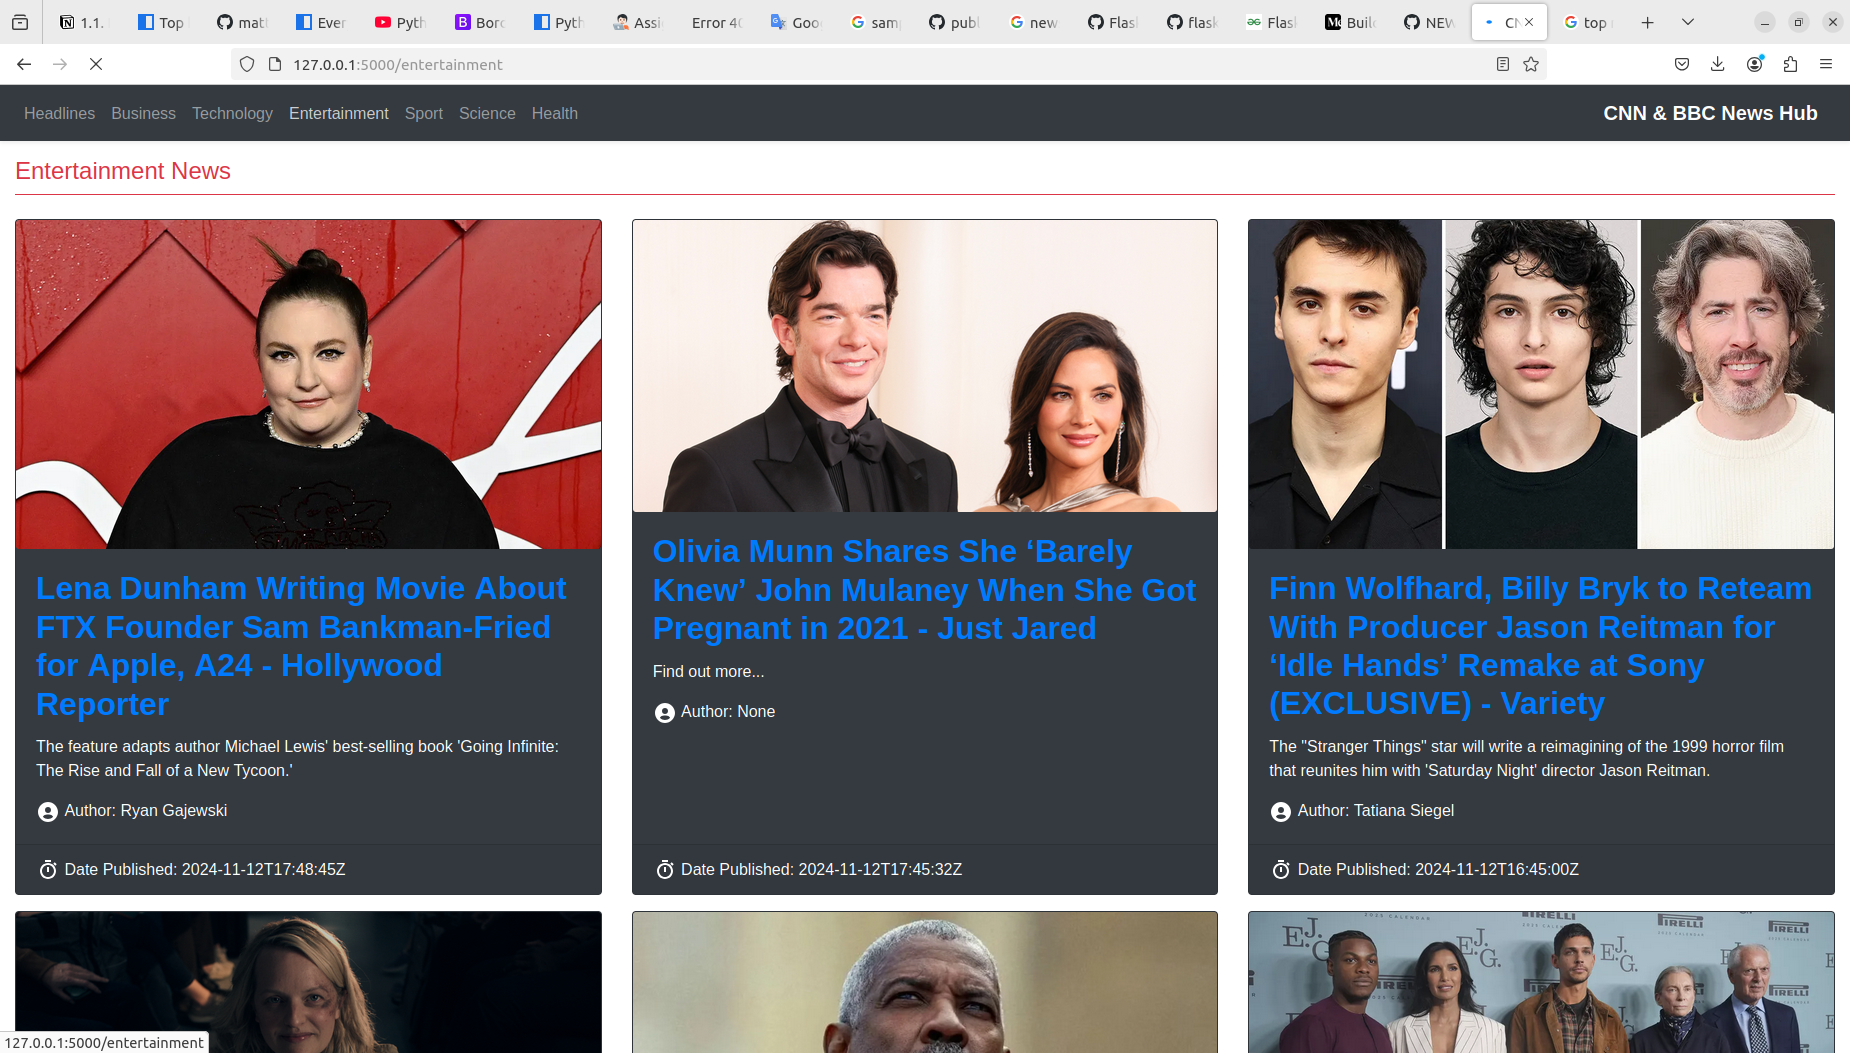 1.1.
Top
matt
Ever
Pyth
Borc
Pyth
Assi
Error 40
Goo
sam
publ
new
Flas
flask
Flas
Buil
NEW
CN
top
127.0.0.1:5000/entertainment
Headlines Business Technology Entertainment Sport Science Health
CNN & BBC News Hub
Entertainment News
Lena Dunham Writing Movie About
FTX Founder Sam Bankman-Fried
for Apple, A24 - Hollywood
Reporter
The feature adapts author Michael Lewis' best-selling book 'Going Infinite:
The Rise and Fall of a New Tycoon.'
Author: Ryan Gajewski
Date Published: 2024-11-12T17:48:45Z
Olivia Munn Shares She ‘Barely
Knew’ John Mulaney When She Got
Pregnant in 2021 - Just Jared
Find out more...
Author: None
Date Published: 2024-11-12T17:45:32Z
Finn Wolfhard, Billy Bryk to Reteam
With Producer Jason Reitman for
‘Idle Hands’ Remake at Sony
(EXCLUSIVE) - Variety
The "Stranger Things" star will write a reimagining of the 1999 horror film
that reunites him with 'Saturday Night' director Jason Reitman.
Author: Tatiana Siegel
Date Published: 2024-11-12T16:45:00Z
PIRELLI
E.J.
G.
PIRELLI
PIRELLI
127.0.0.1:5000/entertainment